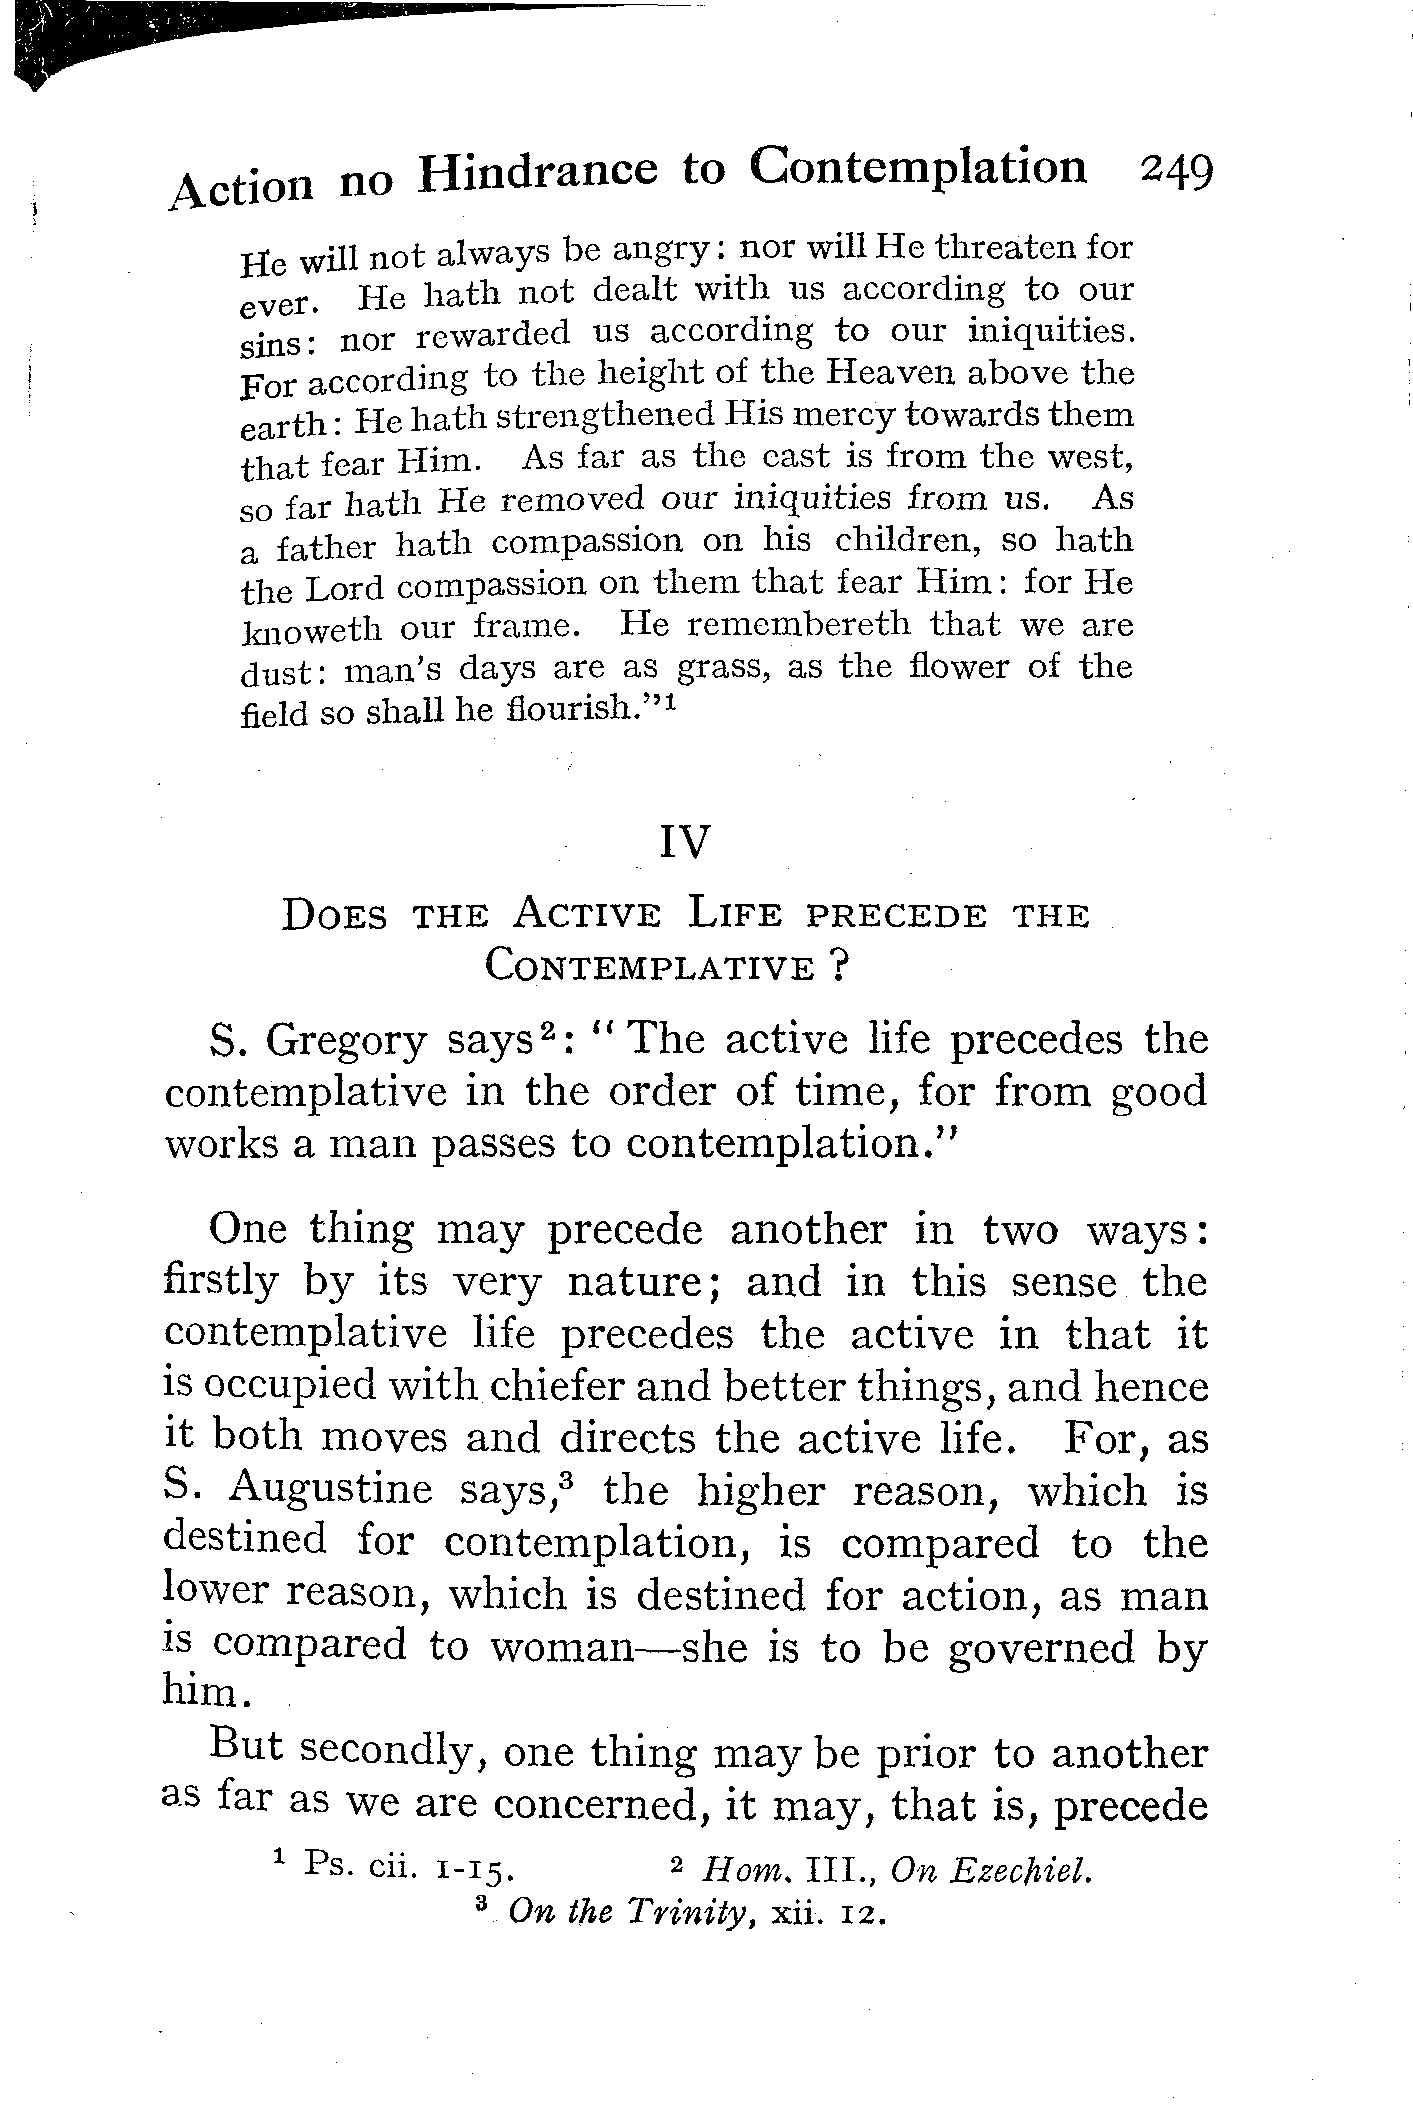 Action no Hindrance to Contemplation 249
He will not always be angry: nor will He threaten for
ever. He hath not dealt with us according to our
sins: nor rewarded us according to our iniquities.
For according to the height of the Heaven above the
earth: He hath strengthened His mercy towards them
that fear Him. As far as the east is from the west,
so far hath He removed our iniquities from us. As
a father hath compassion on his children, so hath
the Lord compassion on them that fear Him: for He
knoweth our frame. He remembereth that we are
dust: man's days are as grass, as the flower of the
field so shall he flourish."¹
IV
DOES THE ACTIVE LIFE PRECEDE THE
CONTEMPLATIVE ?
S. Gregory says²: "The active life precedes the
contemplative in the order of time, for from good
works a man passes to contemplation."
One thing may precede another in two ways:
firstly by its very nature; and in this sense the
contemplative life precedes the active in that it
is occupied with chiefer and better things, and hence
it both moves and directs the active life. For, as
S. Augustine says,³ the higher reason, which is
destined for contemplation, is compared to the
lower reason, which is destined for action, as man
is compared to woman—she is to be governed by
him.
But secondly, one thing may be prior to another
as far as we are concerned, it may, that is, precede
¹ Ps. cii. 1-15. ² Hom. III., On Ezechiel.
³ On the Trinity, xii. 12.